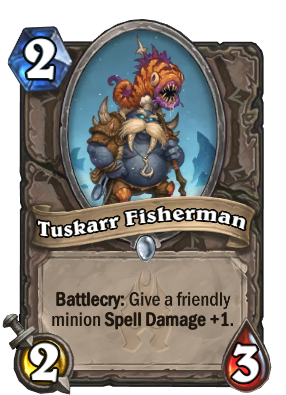 2
Tuskarr Fisherman
Battlecry: Give a friendly
minion Spell Damage +1.
2
3